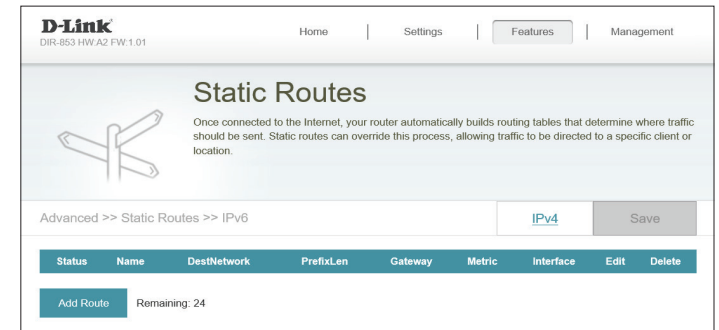 D-Link
DIR-853 HW:A2 FW:1.01
Home
Settings
Features
Management
Static Routes
Once connected to the Internet, your router automatically builds routing tables that determine where traffic
should be sent. Static routes can override this process, allowing traffic to be directed to a specific client or
location.
Advanced >> Static Routes >> IPv6
IPv4
Save
Status Name DestNetwork PrefixLen Gateway Metric Interface Edit Delete
Add Route Remaining: 24